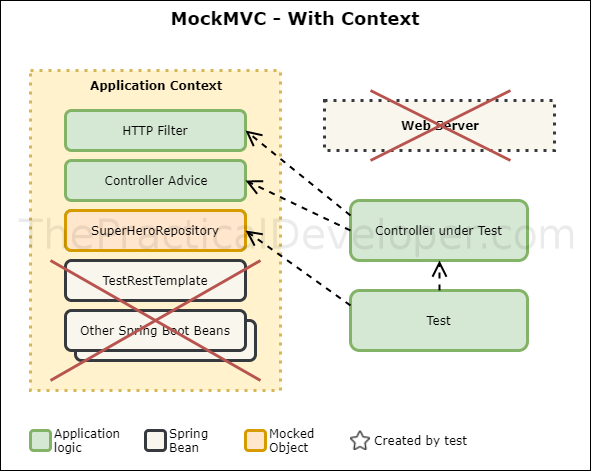 MockMVC - With Context
Application Context
HTTP Filter
Controller Advice
SuperHeroRepository
TestRestTemplate
Other Spring Boot Beans
Web Server
Controller under Test
Test
ThePracticalDeveloper.com
Application
logic
Spring
Bean
Mocked
Object
Created by test